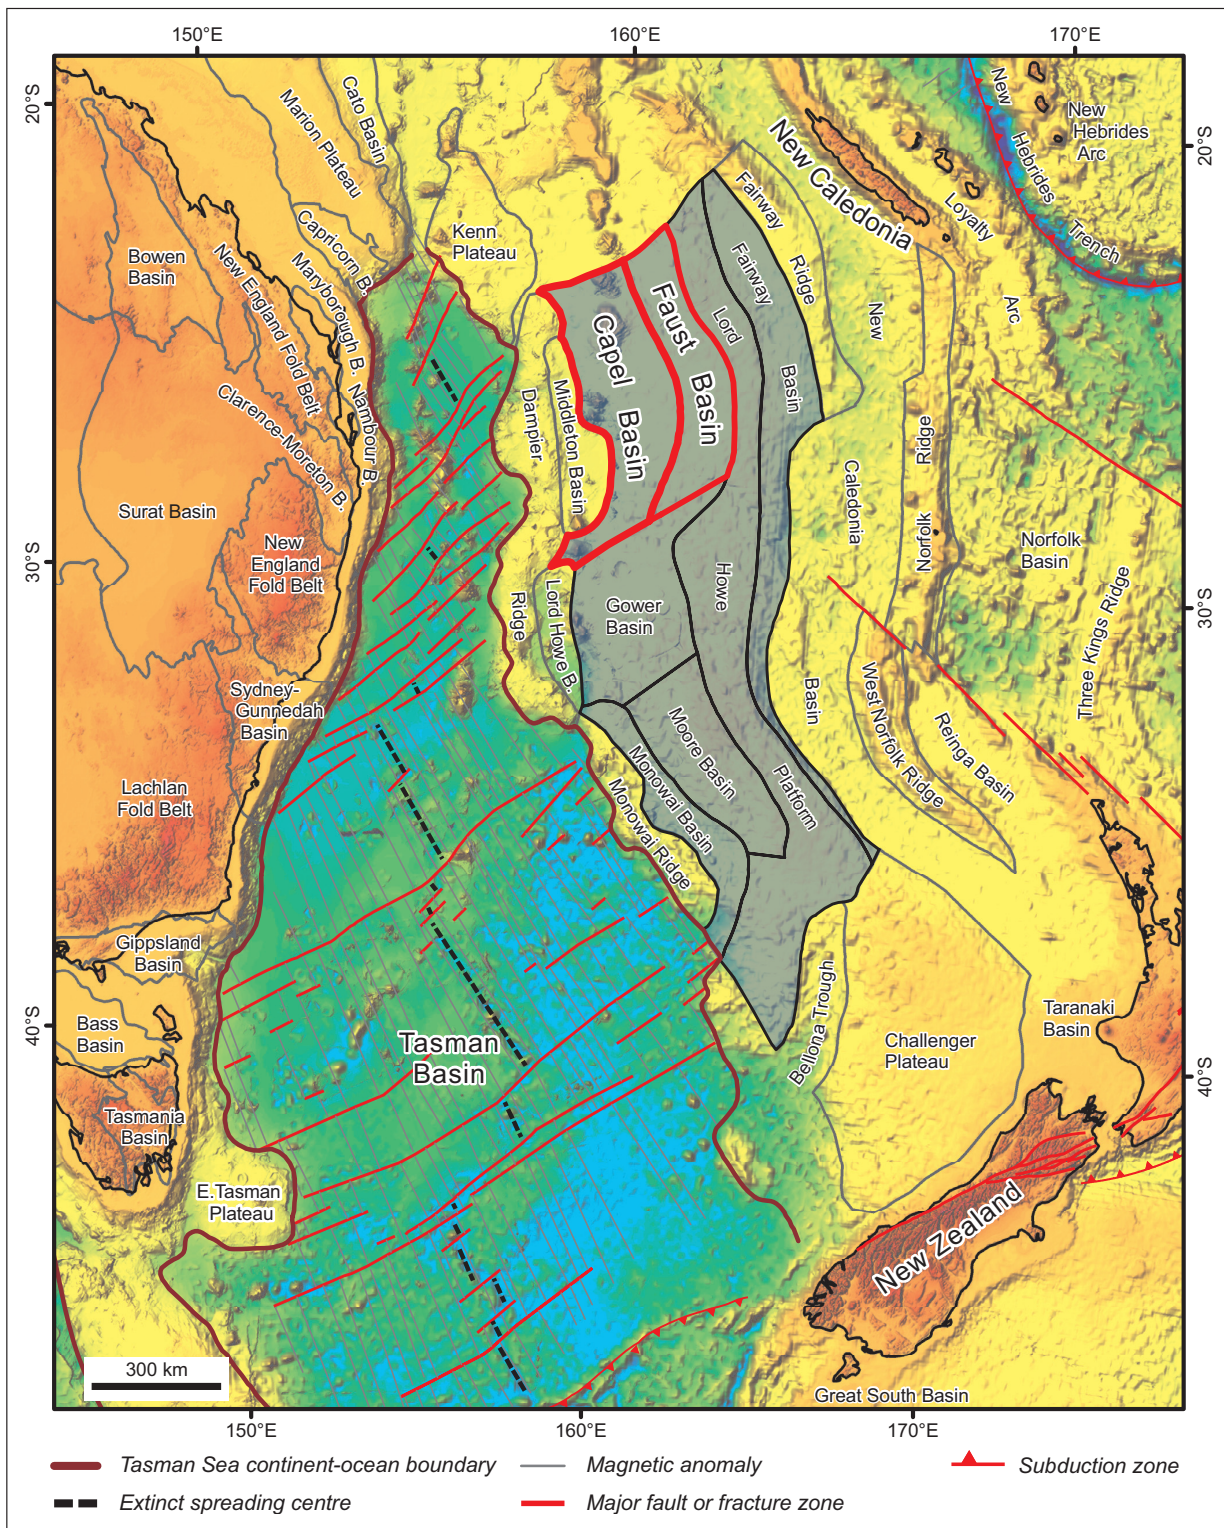 150°E
160°E
170°E
20°S
20°S
30°S
30°S
40°S
40°S
Cato Basin
Marion Plateau
Capricorn B.
Maryborough B.
Nambour B.
Bowen
Basin
New England Fold Belt
Clarence-Moreton B.
Surat Basin
New
England
Fold Belt
Sydney-
Gunnedah
Basin
Lachlan
Fold Belt
Gippsland
Basin
Bass
Basin
Tasmania
Basin
E.Tasman
Plateau
Kenn
Plateau
Dampier
Ridge
Middleton Basin
Lord Howe B.
Capel Basin
Faust Basin
Lord
Howe
Platform
Fairway
Basin
Fairway
Ridge
New Caledonia
New
Caledonia
Basin
Loyalty
Arc
New
Hebrides
Trench
New
Hebrides
Arc
Norfolk
Ridge
Norfolk
Basin
Three Kings Ridge
West Norfolk Ridge
Reinga Basin
Gower
Basin
Moore Basin
Monowai Basin
Monowai Ridge
Tasman
Basin
Bellona Trough
Challenger
Plateau
Taranaki
Basin
New Zealand
Great South Basin
300 km
150°E
160°E
170°E
Tasman Sea continent-ocean boundary
Magnetic anomaly
Subduction zone
Extinct spreading centre
Major fault or fracture zone